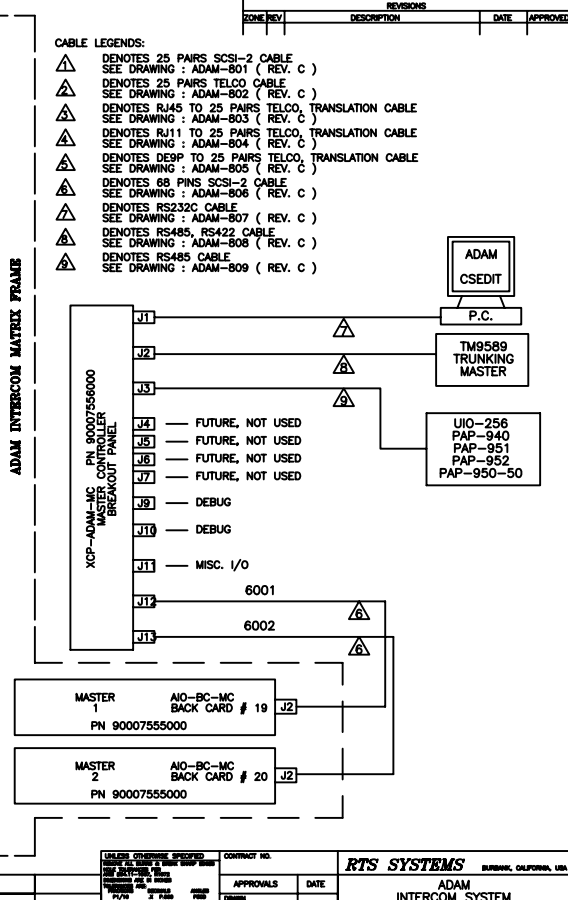 REVISIONS
ZONE REV DESCRIPTION DATE APPROVED
CABLE LEGENDS:
1 DENOTES 25 PAIRS SCSI-2 CABLE
SEE DRAWING : ADAM-801 ( REV. C )
2 DENOTES 25 PAIRS TELCO CABLE
SEE DRAWING : ADAM-802 ( REV. C )
3 DENOTES RJ45 TO 25 PAIRS TELCO, TRANSLATION CABLE
SEE DRAWING : ADAM-803 ( REV. C )
4 DENOTES RJ11 TO 25 PAIRS TELCO, TRANSLATION CABLE
SEE DRAWING : ADAM-804 ( REV. C )
5 DENOTES DE9P TO 25 PAIRS TELCO, TRANSLATION CABLE
SEE DRAWING : ADAM-805 ( REV. C )
6 DENOTES 68 PINS SCSI-2 CABLE
SEE DRAWING : ADAM-806 ( REV. C )
7 DENOTES RS232C CABLE
SEE DRAWING : ADAM-807 ( REV. C )
8 DENOTES RS485, RS422 CABLE
SEE DRAWING : ADAM-808 ( REV. C )
9 DENOTES RS485 CABLE
SEE DRAWING : ADAM-809 ( REV. C )
ADAM INTERCOM MATRIX FRAME
XCP-ADAM-MC PN 90007556000
MASTER CONTROLLER
BREAKOUT PANEL
J1
7
ADAM
CSEDIT
P.C.
J2
8
TM9589
TRUNKING
MASTER
J3
9
UIO-256
PAP-940
PAP-951
PAP-952
PAP-950-50
J4 FUTURE, NOT USED
J5 FUTURE, NOT USED
J6 FUTURE, NOT USED
J7 FUTURE, NOT USED
J9 DEBUG
J10 DEBUG
J11 MISC. I/O
J12 6001
6
J13 6002
6
MASTER AIO-BC-MC
1 BACK CARD # 19 J2
PN 90007555000
MASTER AIO-BC-MC
2 BACK CARD # 20 J2
PN 90007555000
UNLESS OTHERWISE SPECIFIED
CONTRACT NO.
RTS SYSTEMS BURBANK, CALIFORNIA, USA
APPROVALS DATE
ADAM
INTERCOM SYSTEM